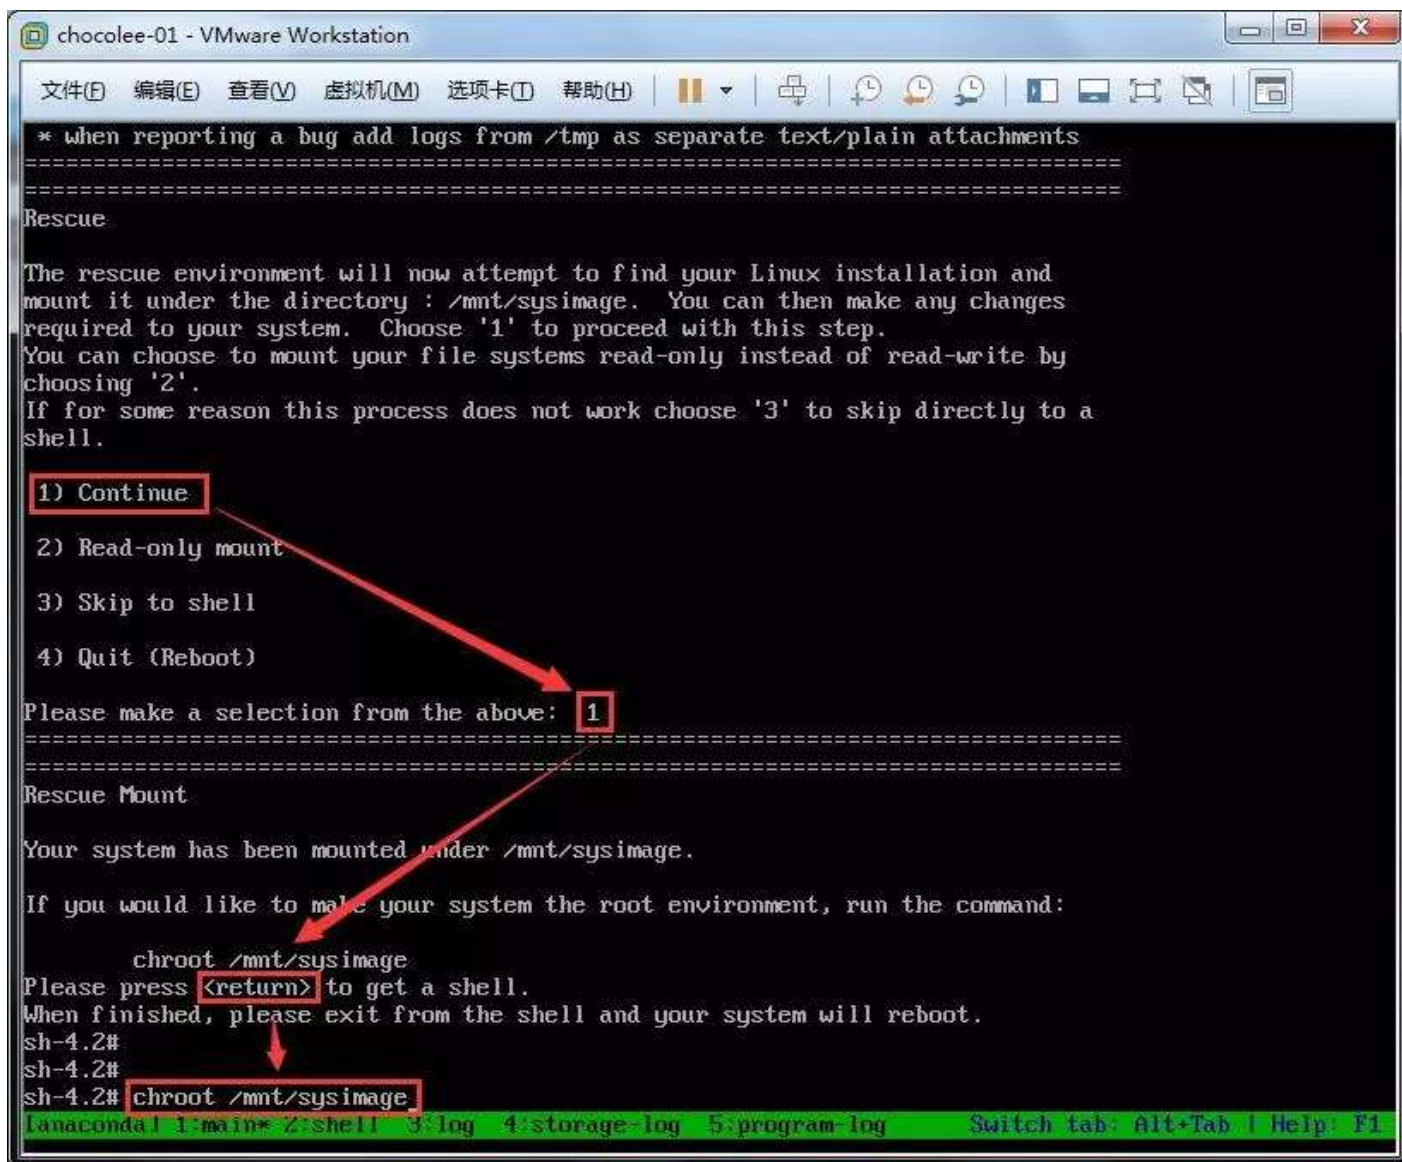 chocolee-01 - VMware Workstation
文件(F) 编辑(E) 查看(V) 虚拟机(M) 选项卡(T) 帮助(H)
* when reporting a bug add logs from /tmp as separate text/plain attachments
================================================================================
================================================================================
Rescue
The rescue environment will now attempt to find your Linux installation and
mount it under the directory : /mnt/sysimage.  You can then make any changes
required to your system.  Choose '1' to proceed with this step.
You can choose to mount your file systems read-only instead of read-write by
choosing '2'.
If for some reason this process does not work choose '3' to skip directly to a
shell.
1) Continue
2) Read-only mount
3) Skip to shell
4) Quit (Reboot)
Please make a selection from the above:  1
================================================================================
================================================================================
Rescue Mount
Your system has been mounted under /mnt/sysimage.
If you would like to make your system the root environment, run the command:
chroot /mnt/sysimage
Please press <return> to get a shell.
When finished, please exit from the shell and your system will reboot.
sh-4.2#
sh-4.2#
sh-4.2# chroot /mnt/sysimage_
[anaconda] 1:main* 2:shell  3:log  4:storage-log  5:program-log Switch tab: Alt+Tab | Help: F1